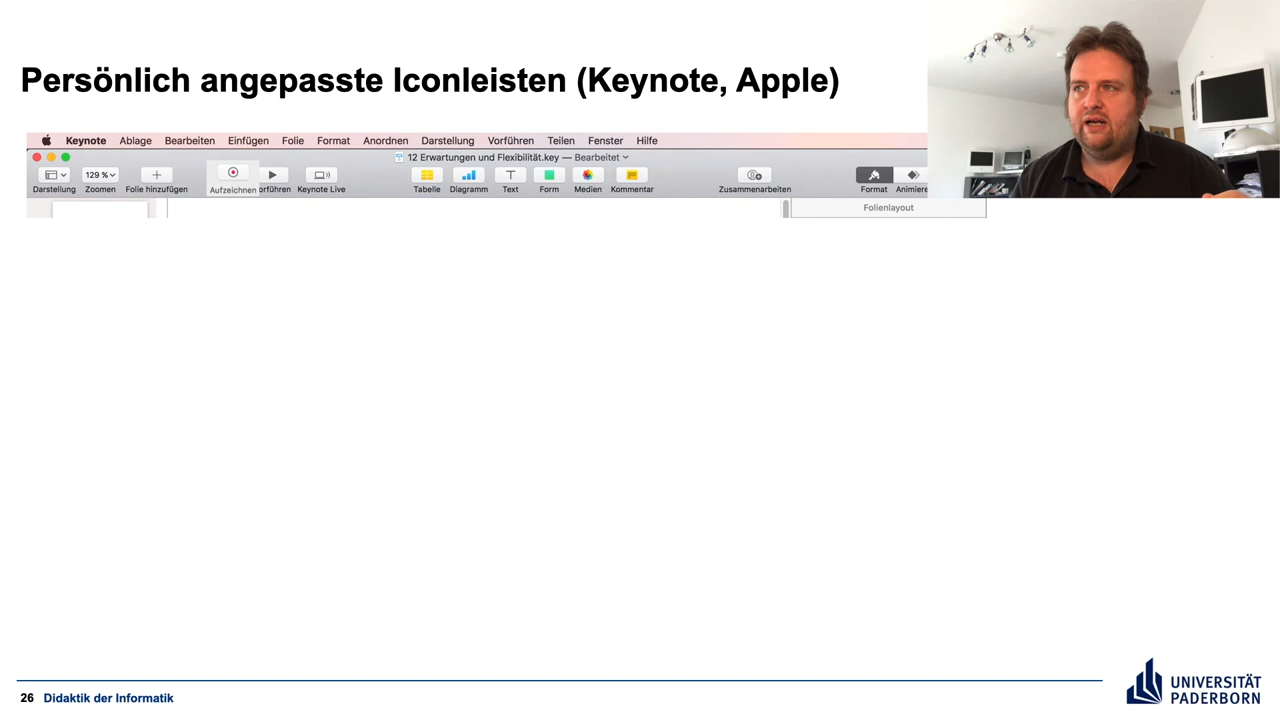 Persönlich angepasste Iconleisten (Keynote, Apple)
Keynote Ablage Bearbeiten Einfügen Folie Format Anordnen Darstellung Vorführen Teilen Fenster Hilfe
12 Erwartungen und Flexibilität.key — Bearbeitet
129 %
Darstellung Zoomen Folie hinzufügen Aufzeichnen orführen Keynote Live Tabelle Diagramm Text Form Medien Kommentar Zusammenarbeiten Format Animiere
Folienlayout
26 Didaktik der Informatik
UNIVERSITÄT
PADERBORN